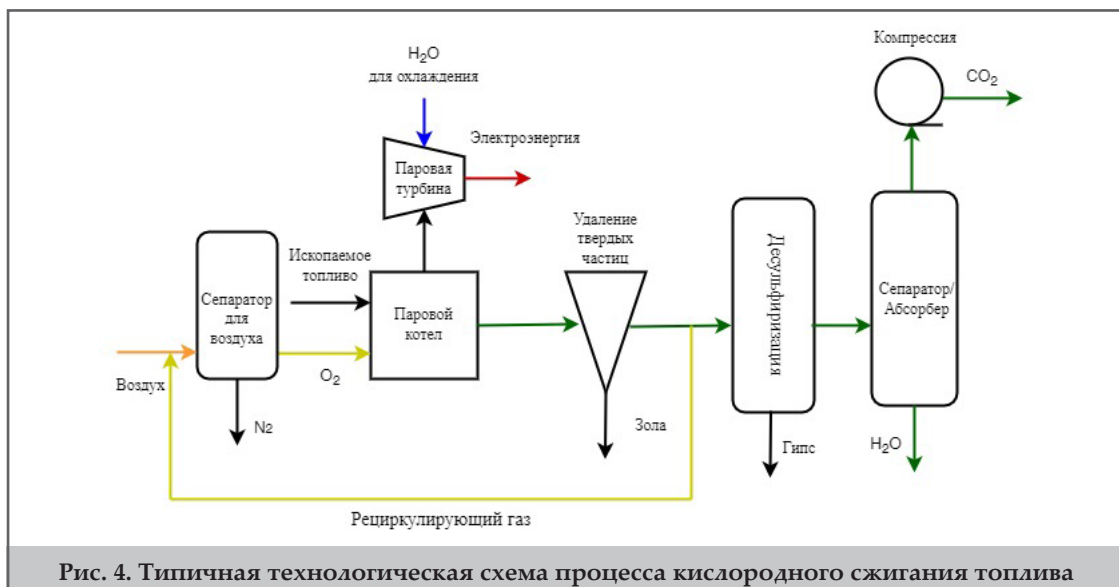 Компрессия
CO₂
H₂O
для охлаждения
Электроэнергия
Паровая
турбина
Удаление
твердых
частиц
Ископаемое
топливо
Сепаратор
для
воздуха
Паровой
котел
Десульфиризация
Сепаратор/
Абсорбер
Воздух
O₂
N2
Зола
Гипс
H₂O
Рециркулирующий газ
Рис. 4. Типичная технологическая схема процесса кислородного сжигания топлива